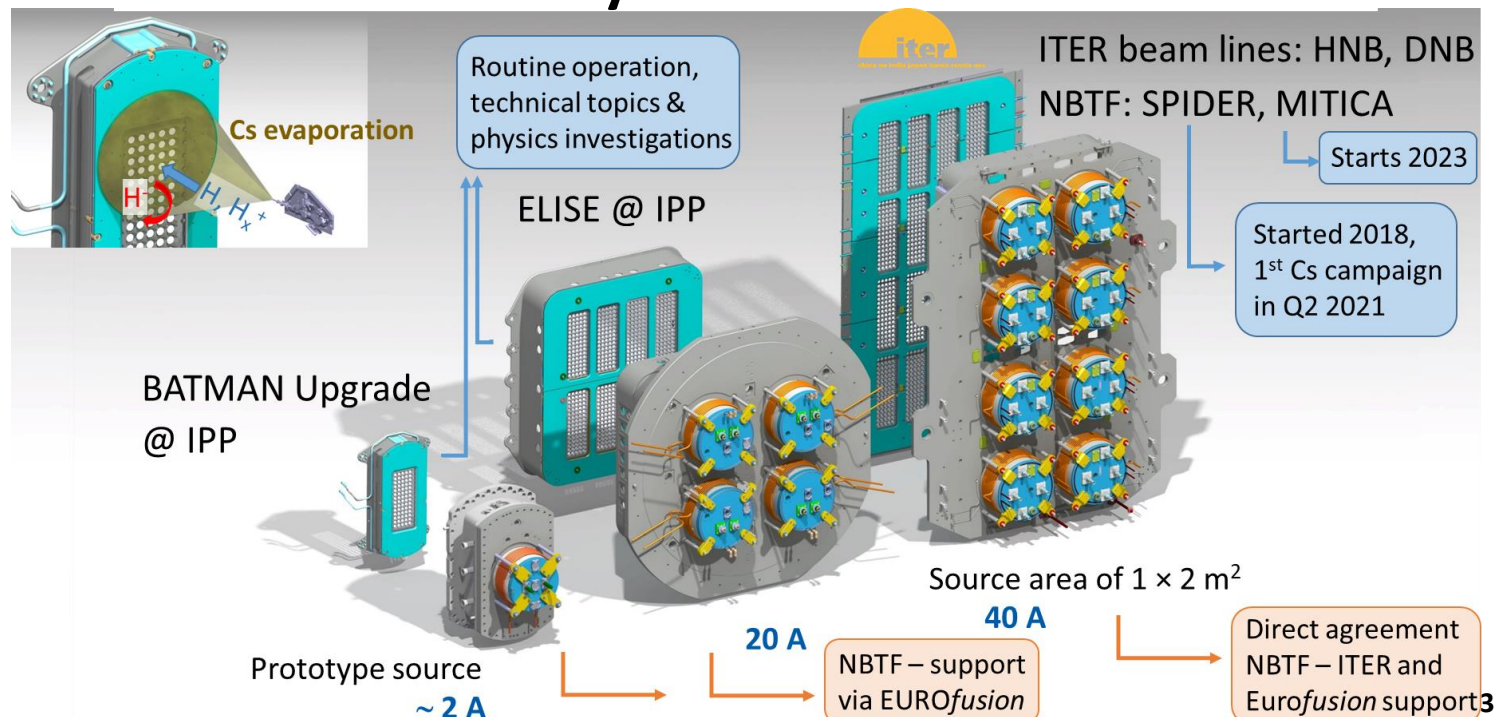 Cs evaporation
H-
H, Hx+
Routine operation,
technical topics &
physics investigations
ELISE @ IPP
iter
ITER beam lines: HNB, DNB
NBTF: SPIDER, MITICA
Starts 2023
Started 2018,
1st Cs campaign
in Q2 2021
BATMAN Upgrade
@ IPP
Source area of 1 × 2 m2
40 A
20 A
Prototype source
~ 2 A
NBTF – support
via EUROfusion
Direct agreement
NBTF – ITER and
Eurofusion support
3